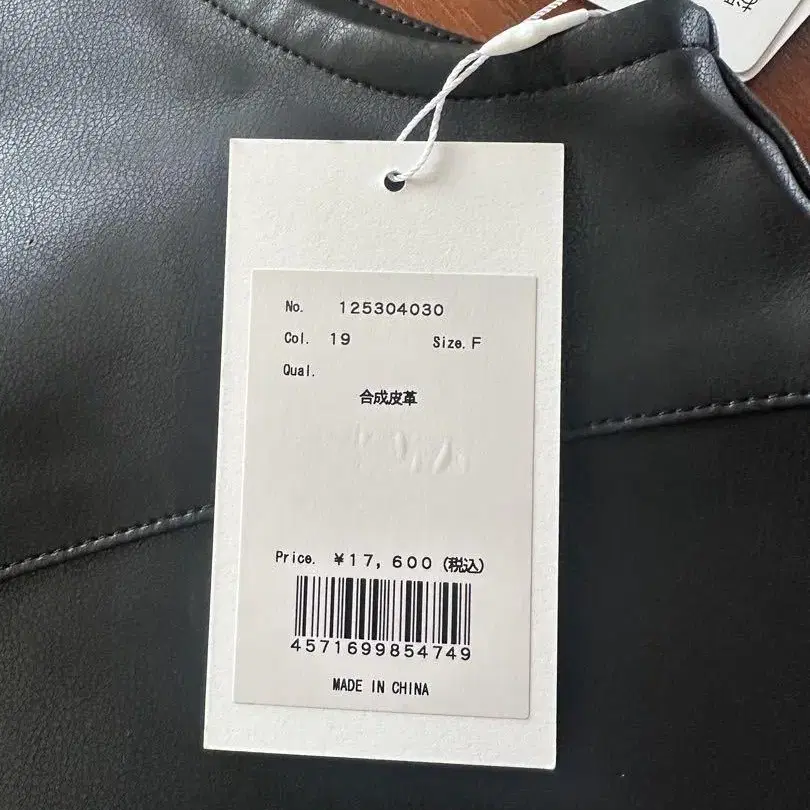 No. 125304030
Col. 19 Size. F
Qual.
合成皮革
Price. ¥17,600(税込)
4571699854749
MADE IN CHINA